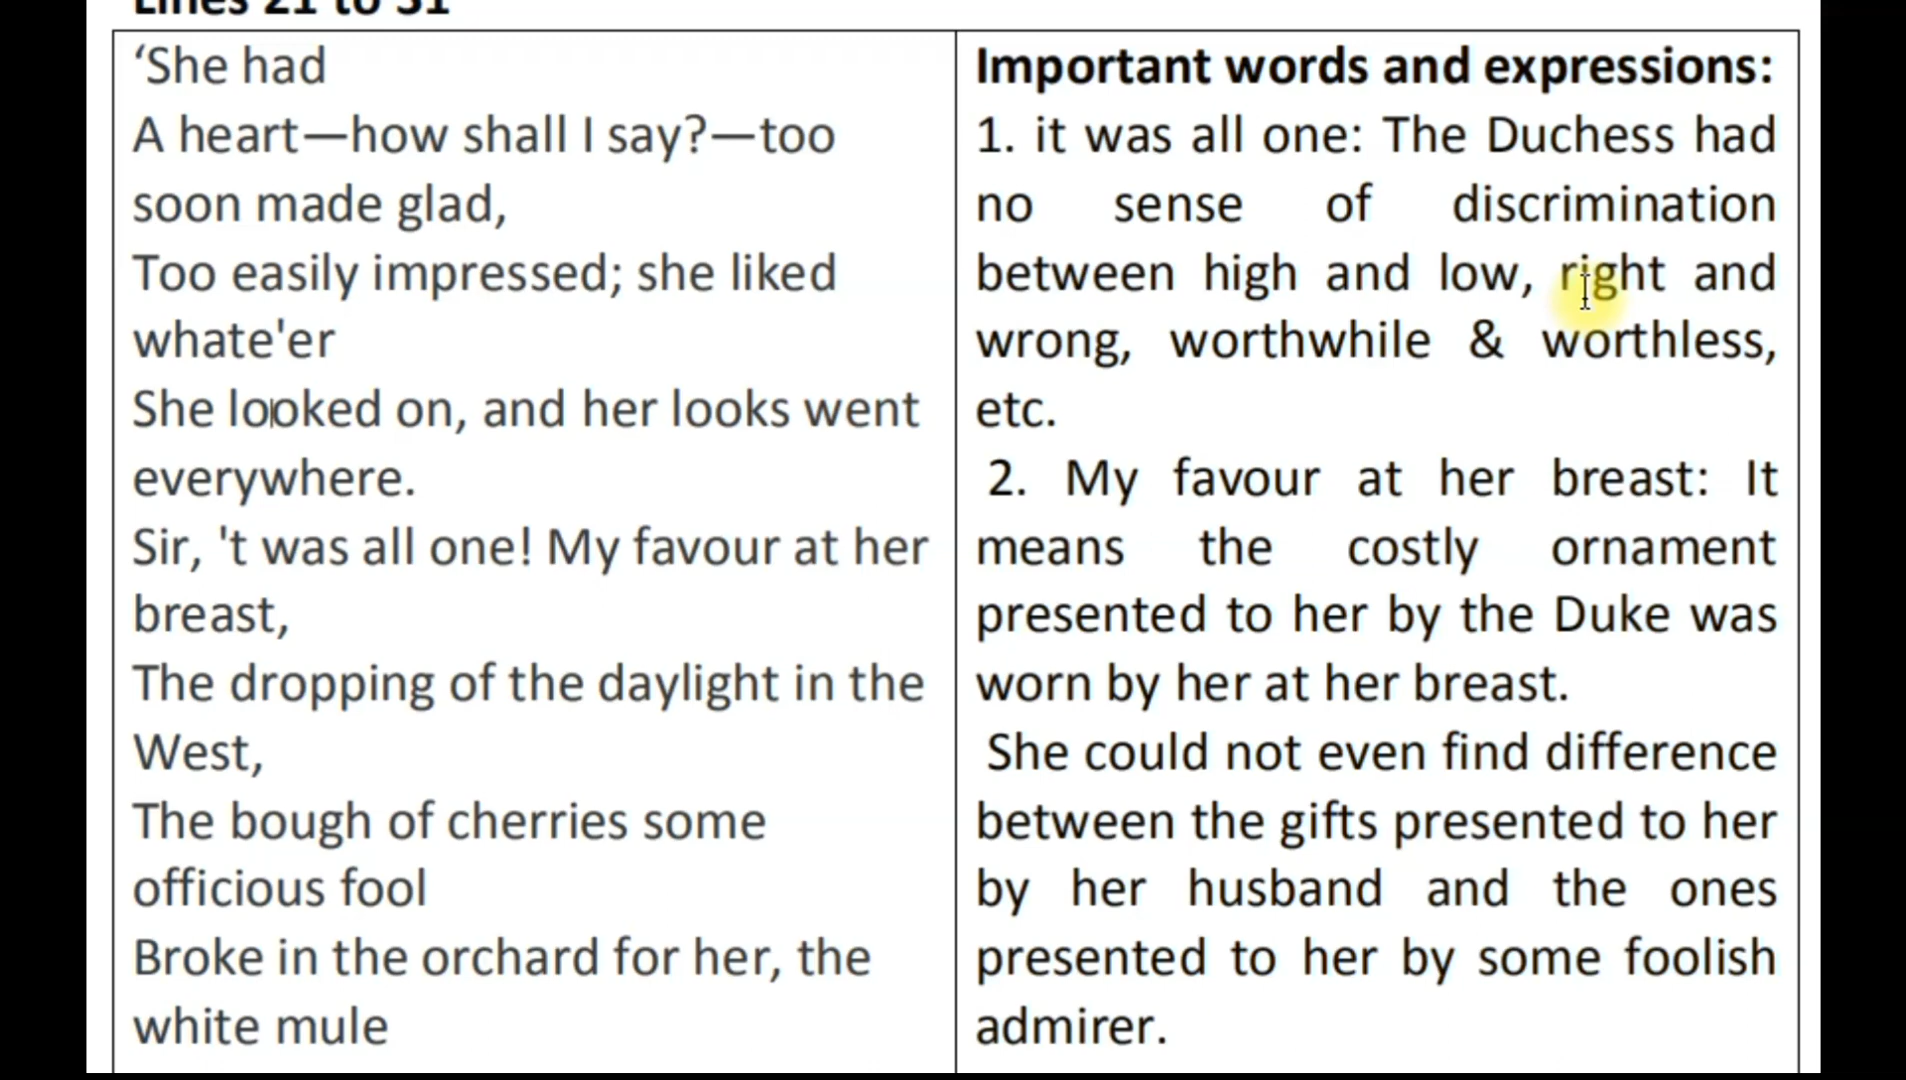 Lines 21 to 31
‘She had
A heart—how shall I say?—too
soon made glad,
Too easily impressed; she liked
whate'er
She looked on, and her looks went
everywhere.
Sir, 't was all one! My favour at her
breast,
The dropping of the daylight in the
West,
The bough of cherries some
officious fool
Broke in the orchard for her, the
white mule
Important words and expressions:
1. it was all one: The Duchess had
no sense of discrimination
between high and low, right and
wrong, worthwhile & worthless,
etc.
2. My favour at her breast: It
means the costly ornament
presented to her by the Duke was
worn by her at her breast.
She could not even find difference
between the gifts presented to her
by her husband and the ones
presented to her by some foolish
admirer.